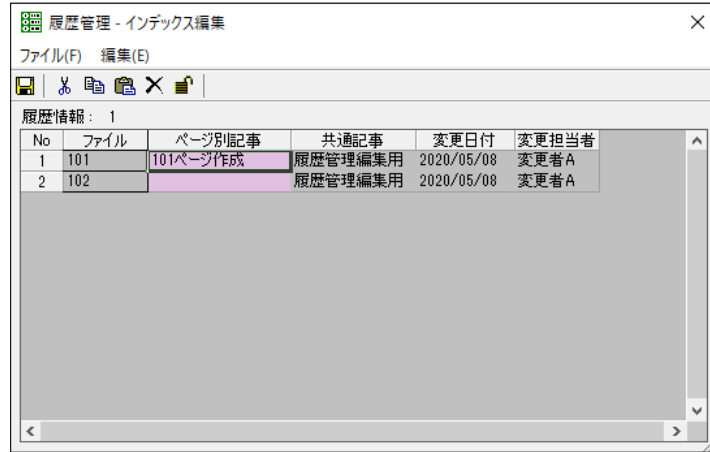 履歴管理 - インデックス編集
ファイル(F) 編集(E)
履歴情報： 1
No ファイル ページ別記事 共通記事 変更日付 変更担当者
1 101 101ページ作成 履歴管理編集用 2020/05/08 変更者A
2 102 履歴管理編集用 2020/05/08 変更者A